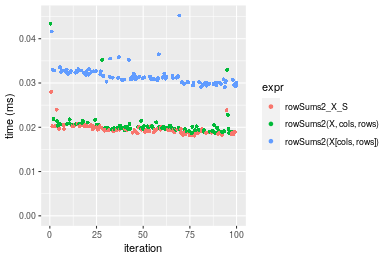 0.04
0.03
0.02
0.01
0.00
time (ms)
0
25
50
75
100
iteration
expr
rowSums2_X_S
rowSums2(X, cols, rows)
rowSums2(X[cols, rows])